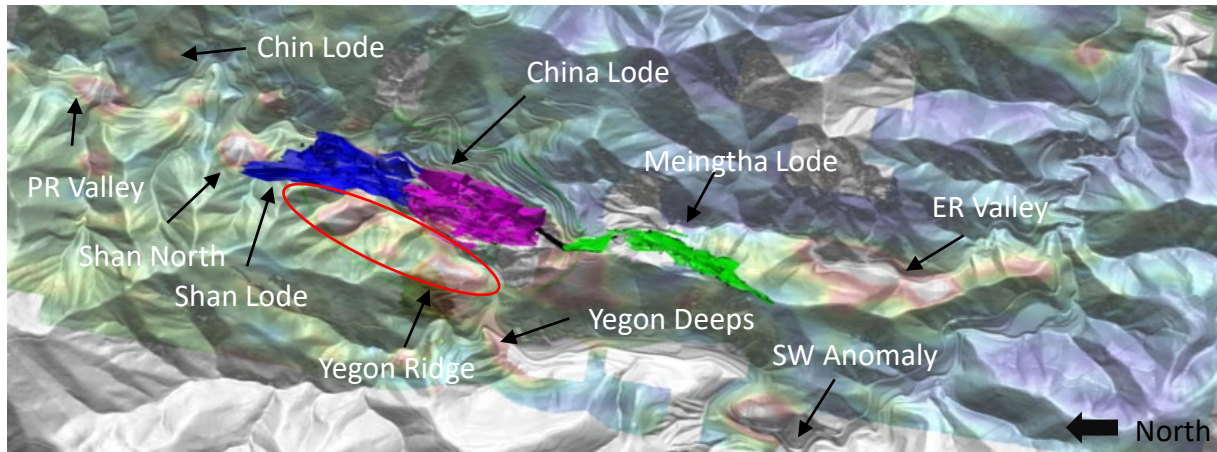 Chin Lode
China Lode
Meingtha Lode
PR Valley
ER Valley
Shan North
Shan Lode
Yegon Deeps
Yegon Ridge
SW Anomaly
North